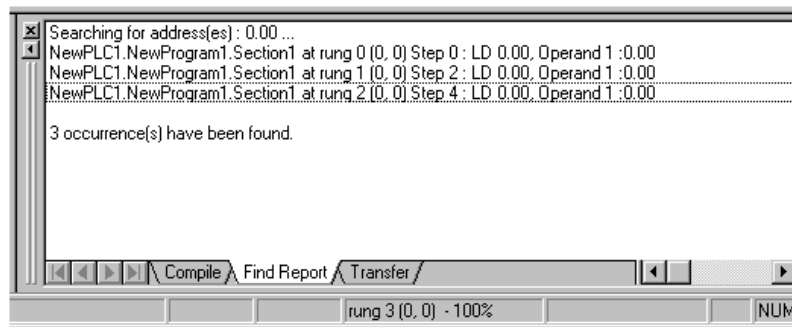 Searching for address(es) : 0.00 ...
NewPLC1.NewProgram1.Section1 at rung 0 (0, 0) Step 0 : LD 0.00, Operand 1 :0.00
NewPLC1.NewProgram1.Section1 at rung 1 (0, 0) Step 2 : LD 0.00, Operand 1 :0.00
NewPLC1.NewProgram1.Section1 at rung 2 (0, 0) Step 4 : LD 0.00, Operand 1 :0.00
3 occurrence(s) have been found.
Compile Find Report Transfer
rung 3 (0, 0) - 100% NUM